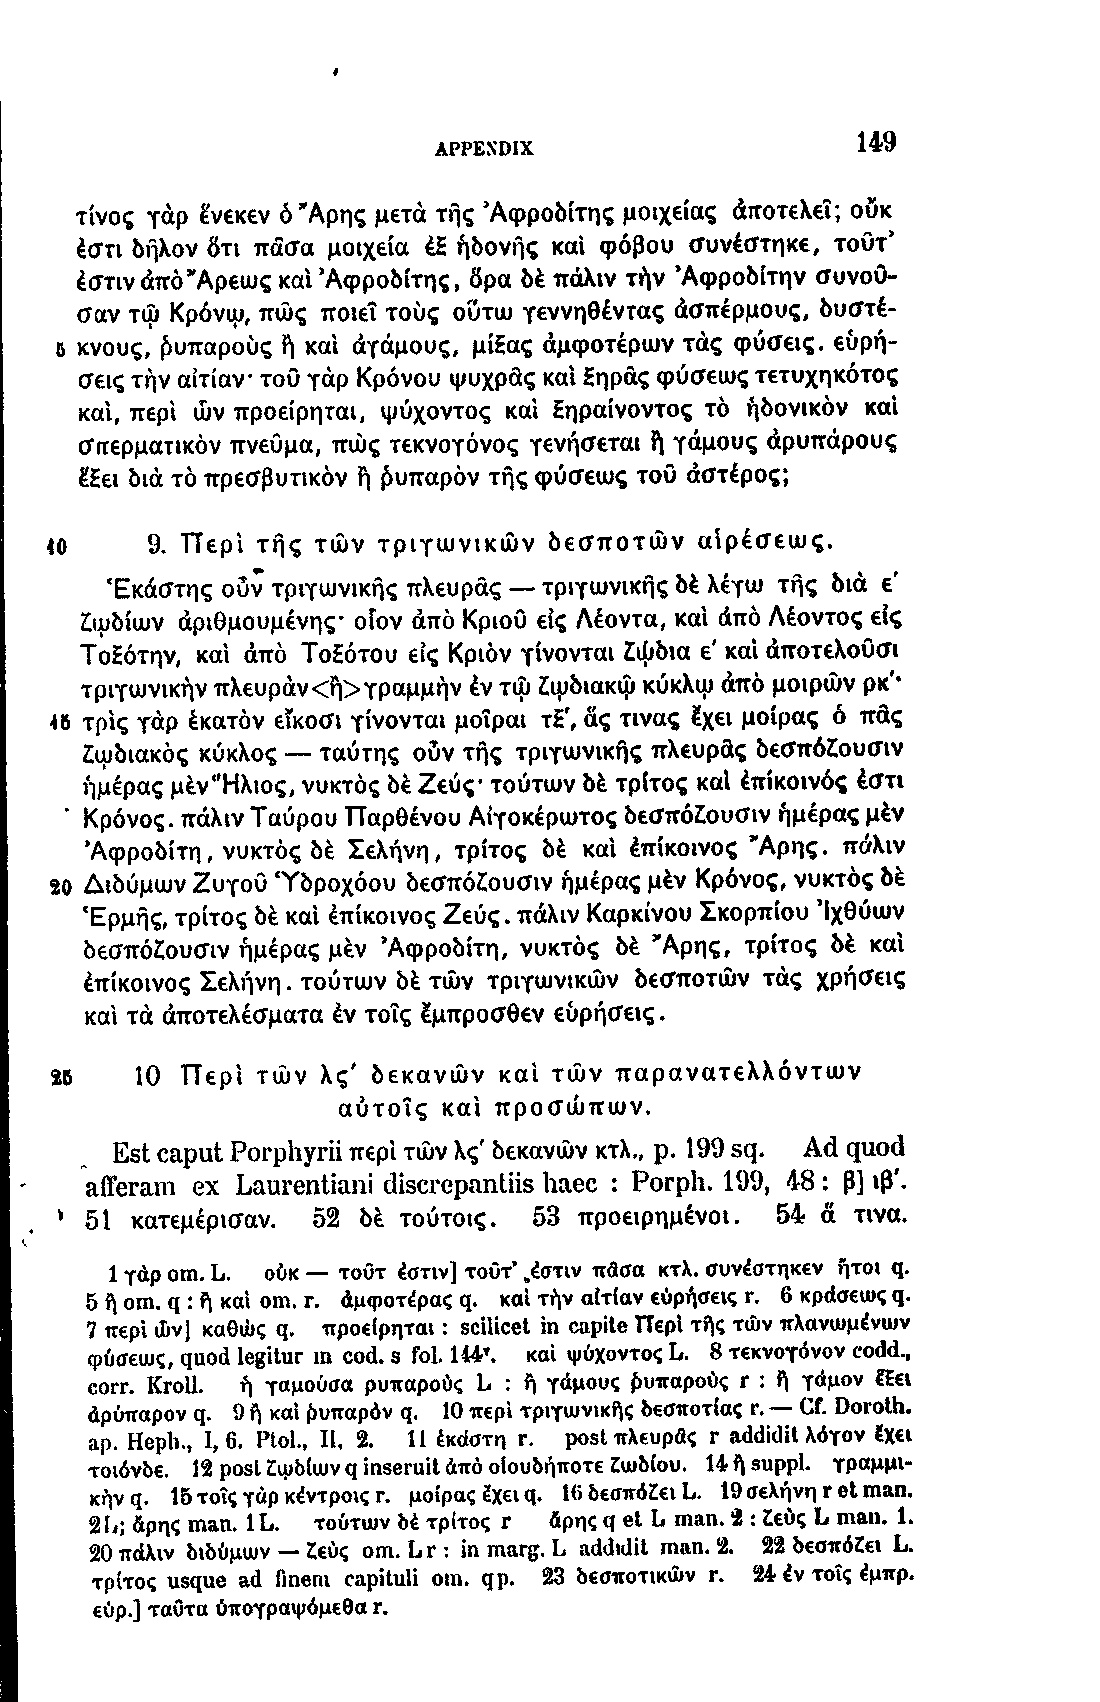 APPENDIX 149
τίνος γὰρ ἕνεκεν ὁ Ἄρης μετὰ τῆς Ἀφροδίτης μοιχείας ἀποτελεῖ; οὔκ
ἐστι δῆλον ὅτι πᾶσα μοιχεία ἐξ ἡδονῆς καὶ φόβου συνέστηκε, τοῦτ’
ἐστιν ἀπὸ Ἄρεως καὶ Ἀφροδίτης, ὅρα δὲ πάλιν τὴν Ἀφροδίτην συνοῦ-
σαν τῷ Κρόνῳ, πῶς ποιεῖ τοὺς οὕτω γεννηθέντας ἀσπέρμους, δυστέ-
5 κνους, ῥυπαροὺς ἢ καὶ ἀγάμους, μίξας ἀμφοτέρων τὰς φύσεις. εὑρή-
σεις τὴν αἰτίαν· τοῦ γὰρ Κρόνου ψυχρᾶς καὶ ξηρᾶς φύσεως τετυχηκότος
καὶ, περὶ ὧν προείρηται, ψύχοντος καὶ ξηραίνοντος τὸ ἡδονικὸν καὶ
σπερματικὸν πνεῦμα, πῶς τεκνογόνος γενήσεται ἢ γάμους ἀρυπάρους
ἕξει διὰ τὸ πρεσβυτικὸν ἢ ῥυπαρὸν τῆς φύσεως τοῦ ἀστέρος;
10 9. Περὶ τῆς τῶν τριγωνικῶν δεσποτῶν αἱρέσεως.
Ἑκάστης οὖν τριγωνικῆς πλευρᾶς — τριγωνικῆς δὲ λέγω τῆς διὰ ε΄
ζῳδίων ἀριθμουμένης· οἷον ἀπὸ Κριοῦ εἰς Λέοντα, καὶ ἀπὸ Λέοντος εἰς
Τοξότην, καὶ ἀπὸ Τοξότου εἰς Κριὸν γίνονται ζῴδια ε΄ καὶ ἀποτελοῦσι
τριγωνικὴν πλευρὰν <ἢ> γραμμὴν ἐν τῷ ζῳδιακῷ κύκλῳ ἀπὸ μοιρῶν ρκ΄·
15 τρὶς γὰρ ἑκατὸν εἴκοσι γίνονται μοῖραι τξ΄, ἅς τινας ἔχει μοίρας ὁ πᾶς
ζῳδιακὸς κύκλος — ταύτης οὖν τῆς τριγωνικῆς πλευρᾶς δεσπόζουσιν
ἡμέρας μὲν Ἥλιος, νυκτὸς δὲ Ζεύς· τούτων δὲ τρίτος καὶ ἐπίκοινός ἐστι
Κρόνος. πάλιν Ταύρου Παρθένου Αἰγοκέρωτος δεσπόζουσιν ἡμέρας μὲν
Ἀφροδίτη, νυκτὸς δὲ Σελήνη, τρίτος δὲ καὶ ἐπίκοινος Ἄρης. πάλιν
20 Διδύμων Ζυγοῦ Ὑδροχόου δεσπόζουσιν ἡμέρας μὲν Κρόνος, νυκτὸς δὲ
Ἑρμῆς, τρίτος δὲ καὶ ἐπίκοινος Ζεύς. πάλιν Καρκίνου Σκορπίου Ἰχθύων
δεσπόζουσιν ἡμέρας μὲν Ἀφροδίτη, νυκτὸς δὲ Ἄρης, τρίτος δὲ καὶ
ἐπίκοινος Σελήνη. τούτων δὲ τῶν τριγωνικῶν δεσποτῶν τὰς χρήσεις
καὶ τὰ ἀποτελέσματα ἐν τοῖς ἔμπροσθεν εὑρήσεις.
25 10 Περὶ τῶν λς΄ δεκανῶν καὶ τῶν παρανατελλόντων
αὐτοῖς καὶ προσώπων.
Est caput Porphyrii περὶ τῶν λς΄ δεκανῶν κτλ., p. 199 sq. Ad quod
afferam ex Laurentiani discrepantiis haec : Porph. 199, 48 : β] ιβ΄.
51 κατεμέρισαν. 52 δὲ τούτοις. 53 προειρημένοι. 54 ἅ τινα.
1 γὰρ om. L. οὐκ — τοῦτ ἐστιν] τοῦτ’ ἐστιν πᾶσα κτλ. συνέστηκεν ἤτοι q.
5 ἢ om. q : ἢ καὶ om. r. ἀμφοτέρας q. καὶ τὴν αἰτίαν εὑρήσεις r. 6 κράσεως q.
7 περὶ ὧν] καθὼς q. προείρηται : scilicet in capite Περὶ τῆς τῶν πλανωμένων
φύσεως, quod legitur in cod. s fol. 144v. καὶ ψύχοντος L. 8 τεκνογόνον codd.,
corr. Kroll. ἡ γαμοῦσα ρυπαροὺς L : ἢ γάμους ῥυπαροὺς r : ἢ γάμον ἕξει
ἀρύπαρον q. 9 ἢ καὶ ῥυπαρόν q. 10 περὶ τριγωνικῆς δεσποτίας r. — Cf. Doroth.
ap. Heph., I, 6. Ptol., II, 2. 11 ἑκάστη r. post πλευρᾶς r addidit λόγον ἔχει
τοιόνδε. 12 post ζῳδίων q inseruit ἀπὸ οἱουδήποτε ζωδίου. 14 ἢ suppl. γραμμι-
κὴν q. 15 τοῖς γὰρ κέντροις r. μοίρας ἔχει q. 16 δεσπόζει L. 19 σελήνη r et man.
2 L; ἄρης man. 1 L. τούτων δὲ τρίτος r ἄρης q et L man. 2 : ζεὺς L man. 1.
20 πάλιν διδύμων — ζεὺς om. L r : in marg. L addidit man. 2. 22 δεσπόζει L.
τρίτος usque ad finem capituli om. qp. 23 δεσποτικῶν r. 24 ἐν τοῖς ἐμπρ.
εὑρ.] ταῦτα ὑπογραψόμεθα r.